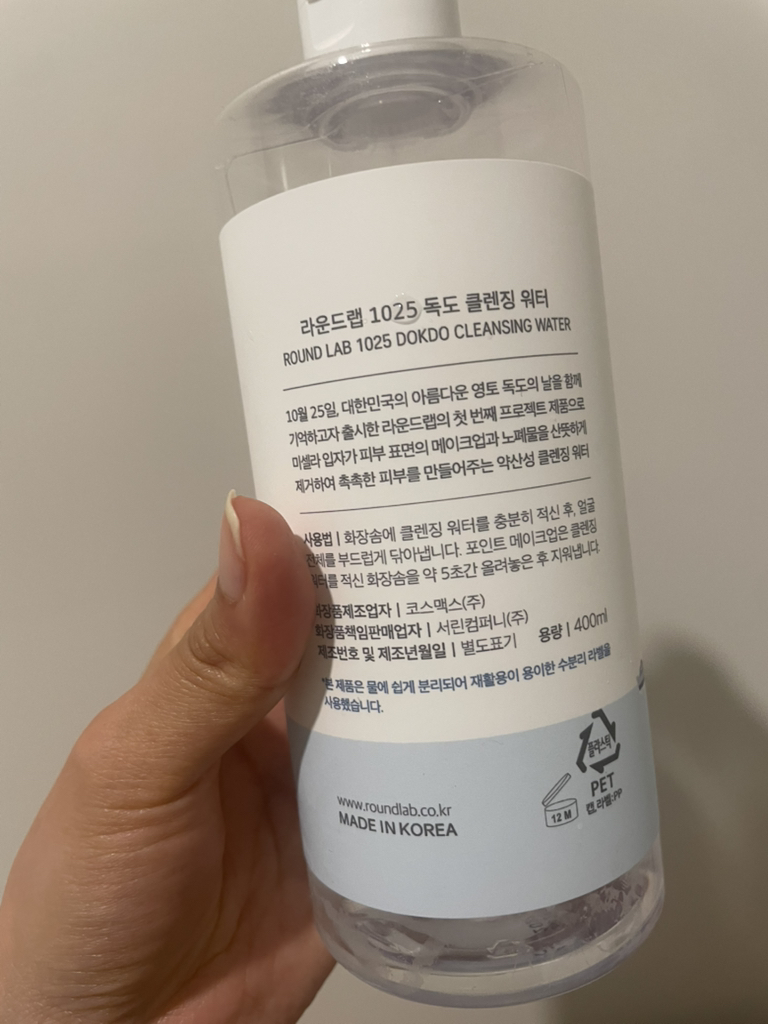 라운드랩 1025 독도 클렌징 워터
ROUND LAB 1025 DOKDO CLEANSING WATER
10월 25일, 대한민국의 아름다운 영토 독도의 날을 함께
기억하고자 출시한 라운드랩의 첫 번째 프로젝트 제품으로
미셀라 입자가 피부 표면의 메이크업과 노폐물을 산뜻하게
제거하여 촉촉한 피부를 만들어주는 약산성 클렌징 워터
사용법 | 화장솜에 클렌징 워터를 충분히 적신 후, 얼굴
전체를 부드럽게 닦아냅니다. 포인트 메이크업은 클렌징
워터를 적신 화장솜을 약 5초간 올려놓은 후 지워냅니다.
화장품제조업자 | 코스맥스(주)
화장품책임판매업자 | 서린컴퍼니(주)
제조번호 및 제조년월일 | 별도표기 용량 | 400ml
*본 제품은 물에 쉽게 분리되어 재활용이 용이한 수분리 라벨을
사용했습니다.
플라스틱
PET
캡,라벨:PP
12 M
www.roundlab.co.kr
MADE IN KOREA